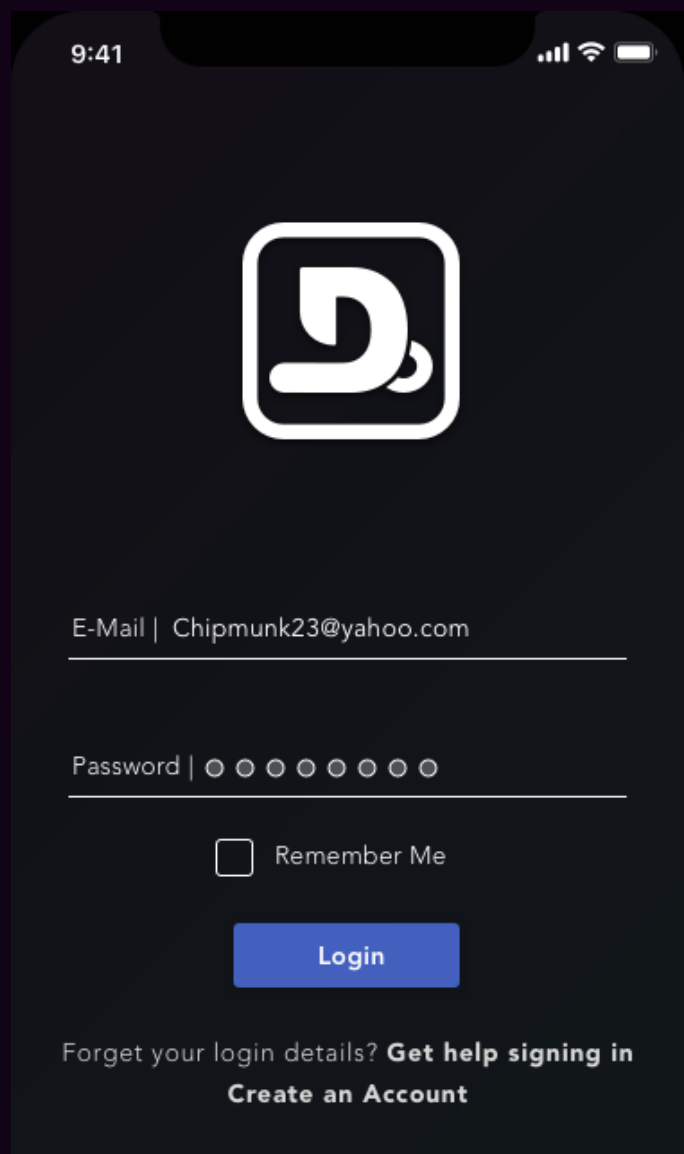 9:41
E-Mail | Chipmunk23@yahoo.com
Password |
Remember Me
Login
Forget your login details? Get help signing in
Create an Account